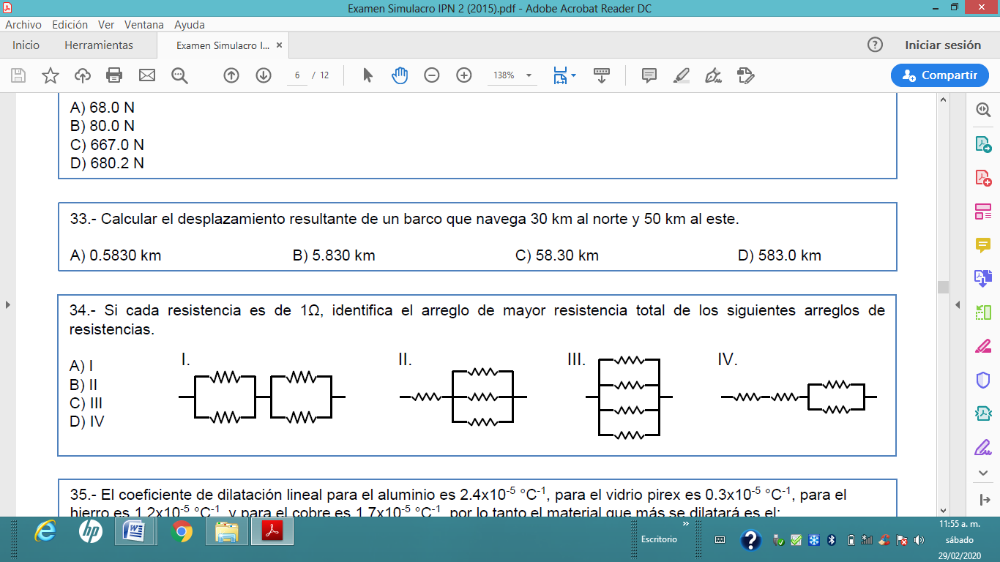 Examen Simulacro IPN 2 (2015).pdf - Adobe Acrobat Reader DC
Archivo Edición Ver Ventana Ayuda
Inicio Herramientas Examen Simulacro I... × Iniciar sesión
6 / 12 138% Compartir
A) 68.0 N
B) 80.0 N
C) 667.0 N
D) 680.2 N
33.- Calcular el desplazamiento resultante de un barco que navega 30 km al norte y 50 km al este.
A) 0.5830 km B) 5.830 km C) 58.30 km D) 583.0 km
34.- Si cada resistencia es de 1Ω, identifica el arreglo de mayor resistencia total de los siguientes arreglos de
resistencias.
I. II. III. IV.
A) I
B) II
C) III
D) IV
35.- El coeficiente de dilatación lineal para el aluminio es 2.4x10⁻⁵ °C⁻¹, para el vidrio pirex es 0.3x10⁻⁵ °C⁻¹, para el
hierro es 1.2x10⁻⁵ °C⁻¹ y para el cobre es 1.7x10⁻⁵ °C⁻¹ por lo tanto el material que más se dilatará es el:
Escritorio
11:55 a. m.
sábado
29/02/2020